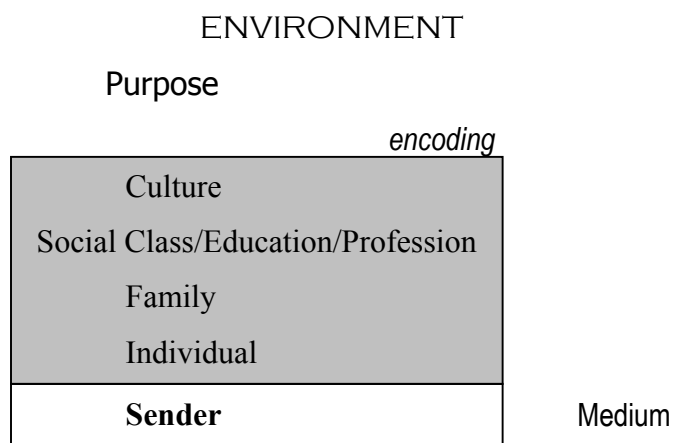 ENVIRONMENT
Purpose
encoding
Culture
Social Class/Education/Profession
Family
Individual
Sender Medium